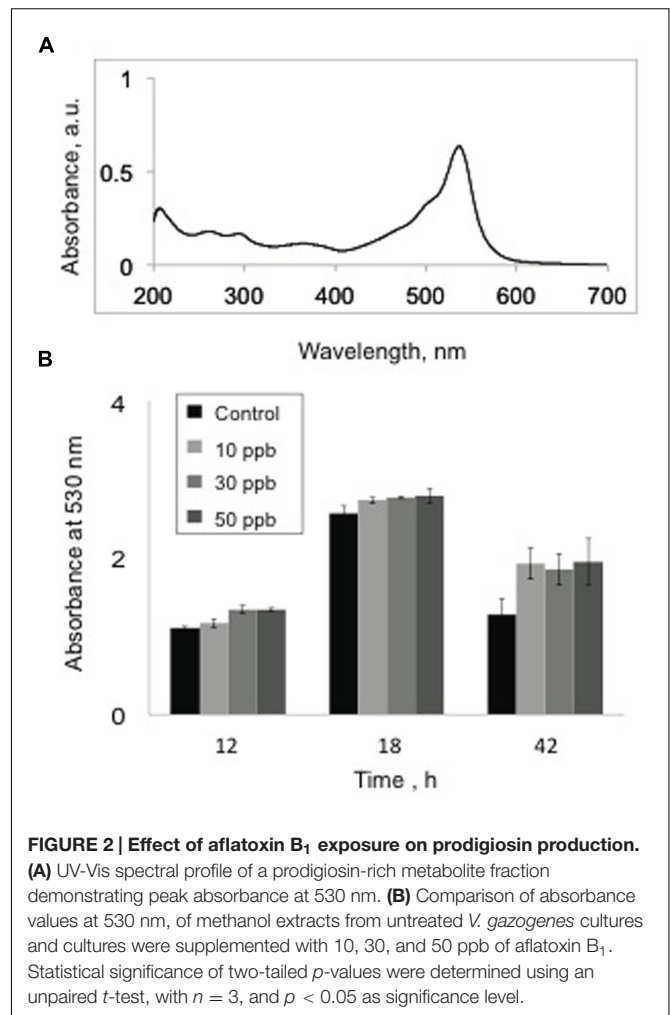 A
Absorbance, a.u.
1
0.5
0
200 300 400 500 600 700
Wavelength, nm
B
Absorbance at 530 nm
4
2
0
Control
10 ppb
30 ppb
50 ppb
12 18 42
Time , h
FIGURE 2 | Effect of aflatoxin B₁ exposure on prodigiosin production.
(A) UV-Vis spectral profile of a prodigiosin-rich metabolite fraction
demonstrating peak absorbance at 530 nm. (B) Comparison of absorbance
values at 530 nm, of methanol extracts from untreated V. gazogenes cultures
and cultures were supplemented with 10, 30, and 50 ppb of aflatoxin B₁.
Statistical significance of two-tailed p-values were determined using an
unpaired t-test, with n = 3, and p < 0.05 as significance level.